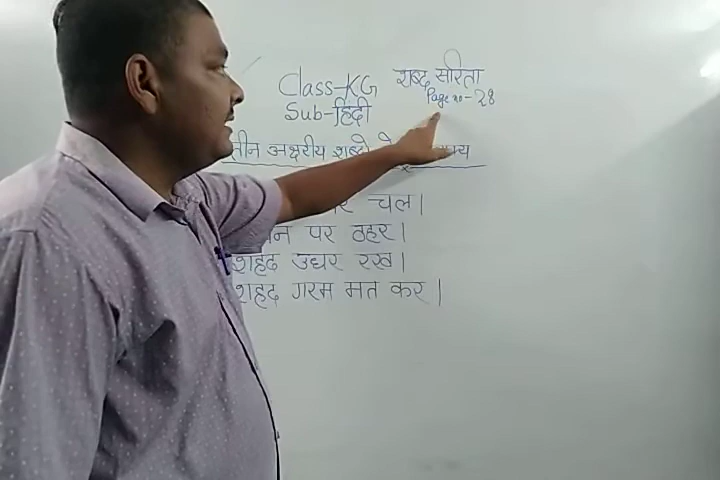 Class-KG शब्द सरिता
Page no - 28
Sub-हिंदी
तीन अक्षरीय शब्दो
चल।
पर ठहर।
शहद उधर रख।
शहद गरम मत कर।